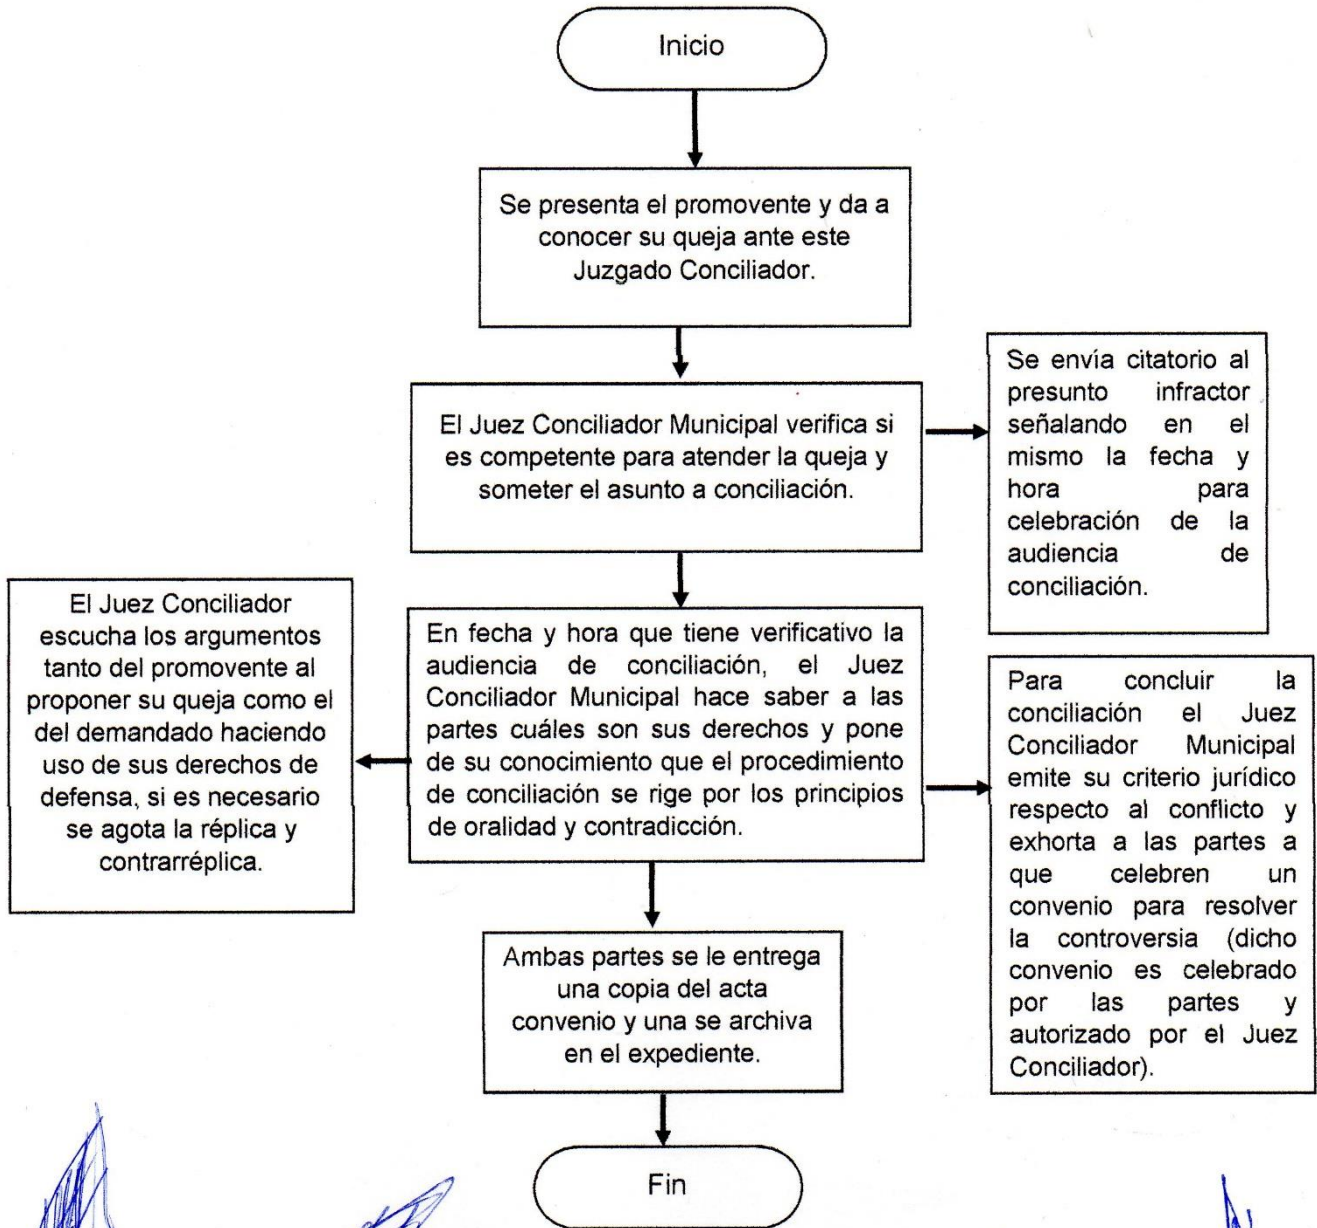 Inicio
Se presenta el promovente y da a
conocer su queja ante este
Juzgado Conciliador.
El Juez Conciliador Municipal verifica si
es competente para atender la queja y
someter el asunto a conciliación.
Se envía citatorio al
presunto infractor
señalando en el
mismo la fecha y
hora para
celebración de la
audiencia de
conciliación.
El Juez Conciliador
escucha los argumentos
tanto del promovente al
proponer su queja como el
del demandado haciendo
uso de sus derechos de
defensa, si es necesario
se agota la réplica y
contrarréplica.
En fecha y hora que tiene verificativo la
audiencia de conciliación, el Juez
Conciliador Municipal hace saber a las
partes cuáles son sus derechos y pone
de su conocimiento que el procedimiento
de conciliación se rige por los principios
de oralidad y contradicción.
Para concluir la
conciliación el Juez
Conciliador Municipal
emite su criterio jurídico
respecto al conflicto y
exhorta a las partes a
que celebren un
convenio para resolver
la controversia (dicho
convenio es celebrado
por las partes y
autorizado por el Juez
Conciliador).
Ambas partes se le entrega
una copia del acta
convenio y una se archiva
en el expediente.
Fin